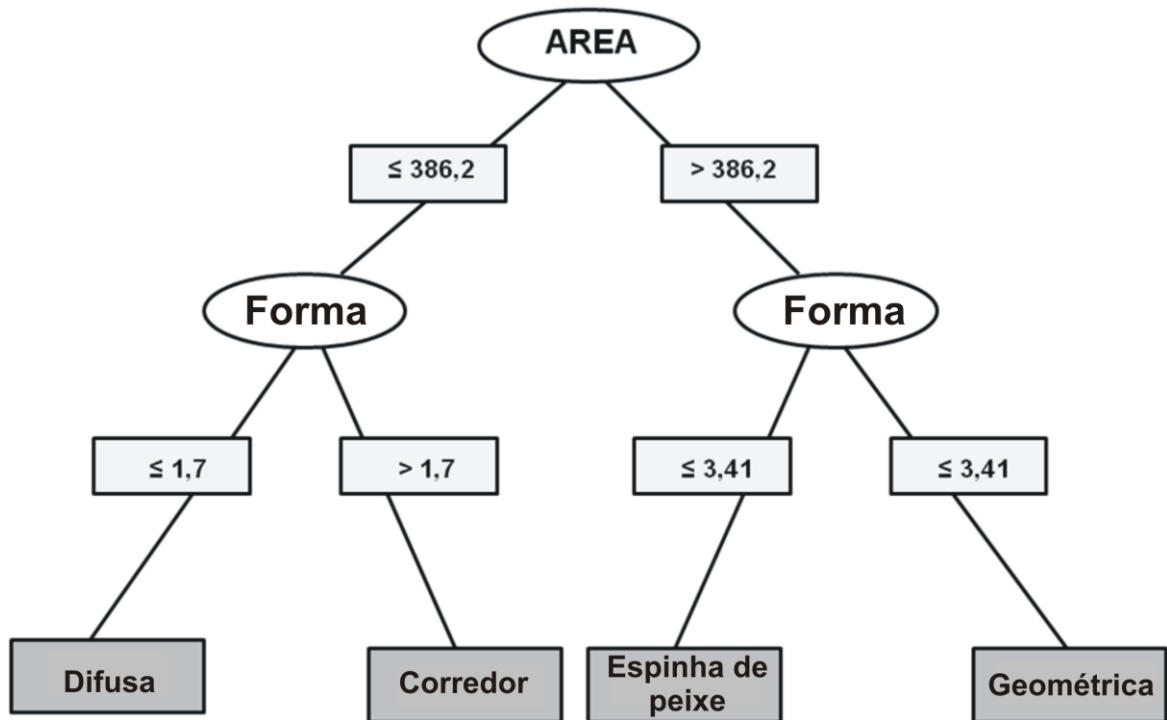 AREA
≤ 386,2
> 386,2
Forma
Forma
≤ 1,7
> 1,7
≤ 3,41
≤ 3,41
Difusa
Corredor
Espinha de
peixe
Geométrica